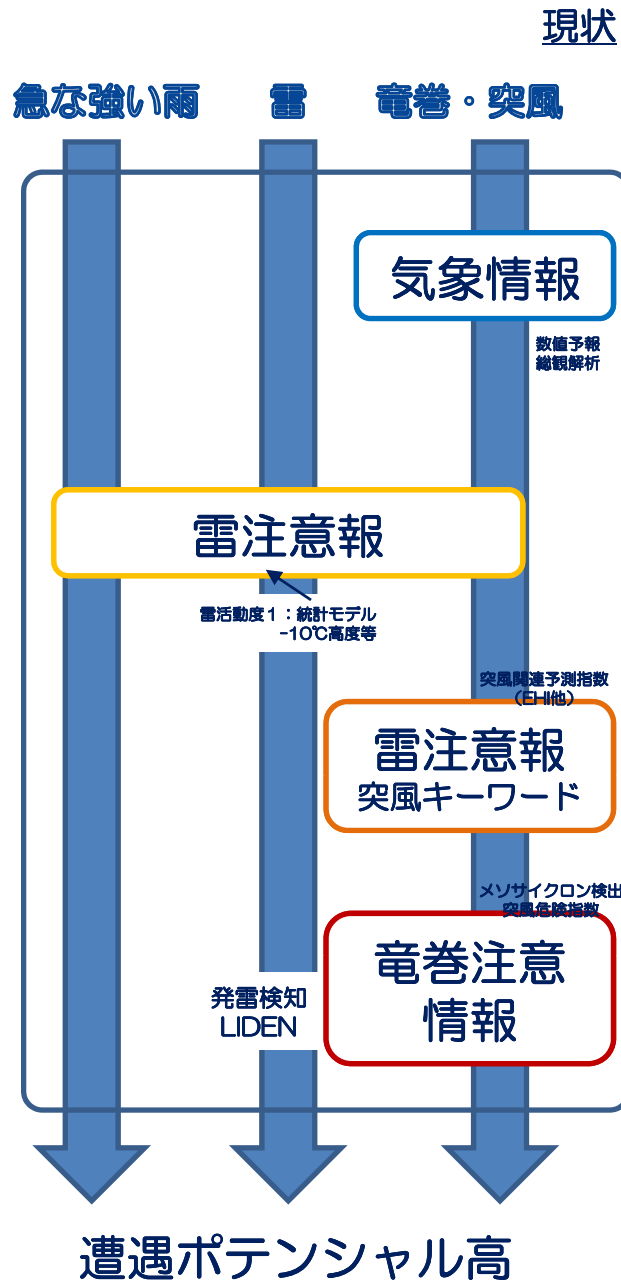 現状
急な強い雨 雷 竜巻・突風
気象情報
数値予報
総観解析
雷注意報
雷活動度１：統計モデル
-10℃高度等
突風関連予測指数
（EHI他）
雷注意報
突風キーワード
メソサイクロン検出
突風危険指数
竜巻注意
情報
発雷検知
LIDEN
遭遇ポテンシャル高